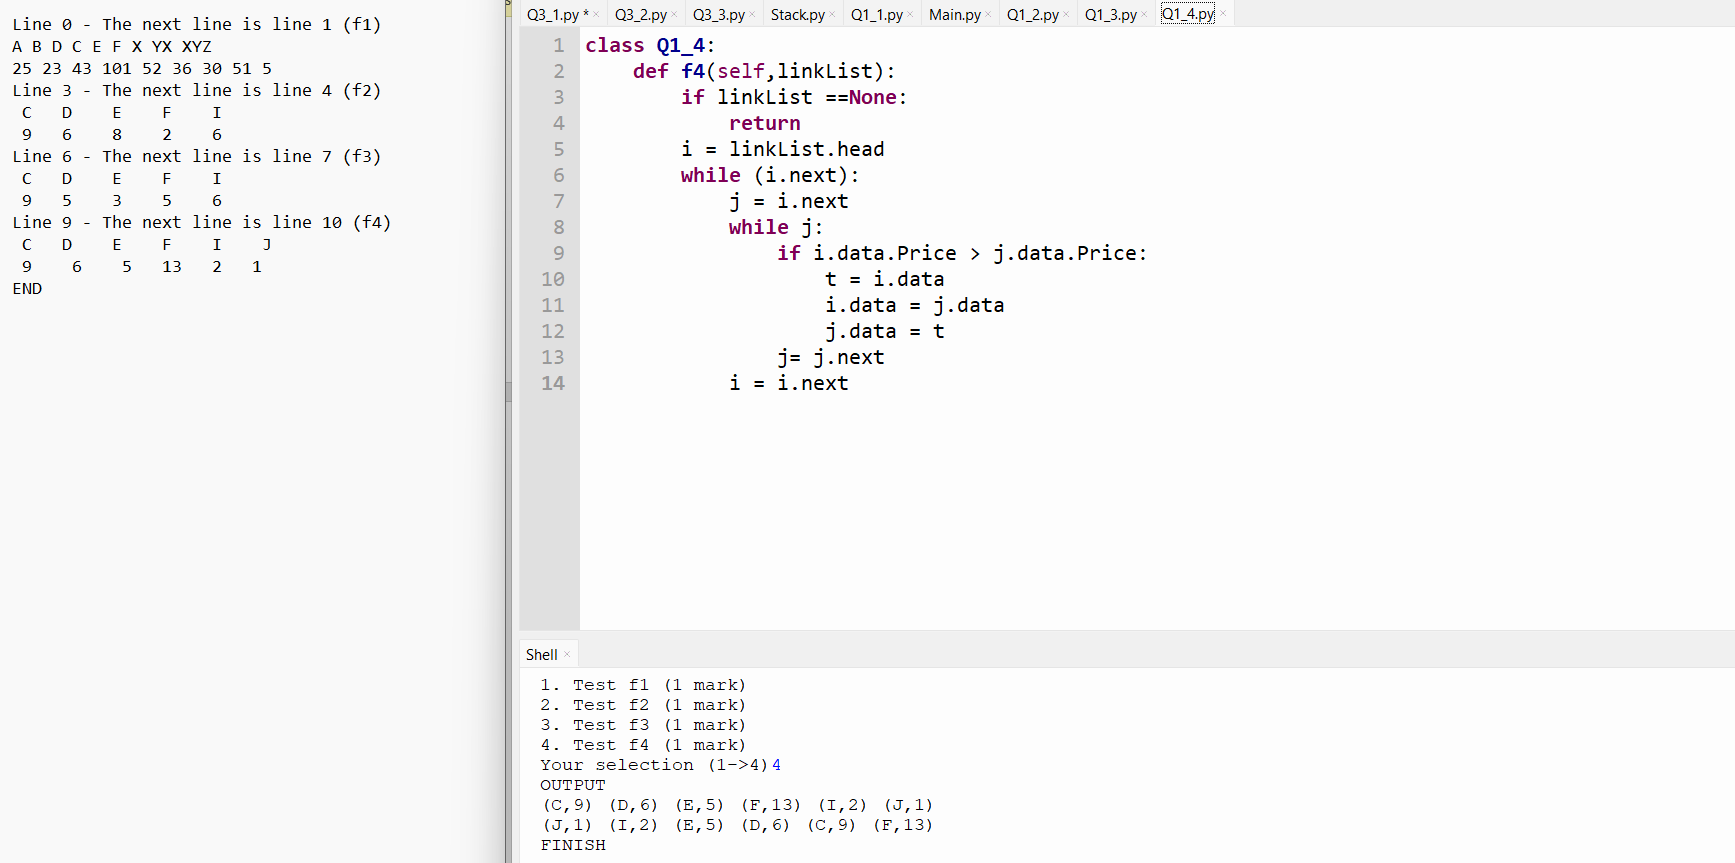 Line 0 - The next line is line 1 (f1)
A B D C E F X YX XYZ
25 23 43 101 52 36 30 51 5
Line 3 - The next line is line 4 (f2)
C D E F I
9 6 8 2 6
Line 6 - The next line is line 7 (f3)
C D E F I
9 5 3 5 6
Line 9 - The next line is line 10 (f4)
C D E F I J
9 6 5 13 2 1
END
Q3_1.py * × Q3_2.py × Q3_3.py × Stack.py × Q1_1.py × Main.py × Q1_2.py × Q1_3.py × Q1_4.py ×
1 class Q1_4:
2     def f4(self,linkList):
3         if linkList ==None:
4             return
5         i = linkList.head
6         while (i.next):
7             j = i.next
8             while j:
9                 if i.data.Price > j.data.Price:
10                     t = i.data
11                     i.data = j.data
12                     j.data = t
13                 j= j.next
14             i = i.next
Shell ×
1. Test f1 (1 mark)
2. Test f2 (1 mark)
3. Test f3 (1 mark)
4. Test f4 (1 mark)
Your selection (1->4)4
OUTPUT
(C,9) (D,6) (E,5) (F,13) (I,2) (J,1)
(J,1) (I,2) (E,5) (D,6) (C,9) (F,13)
FINISH